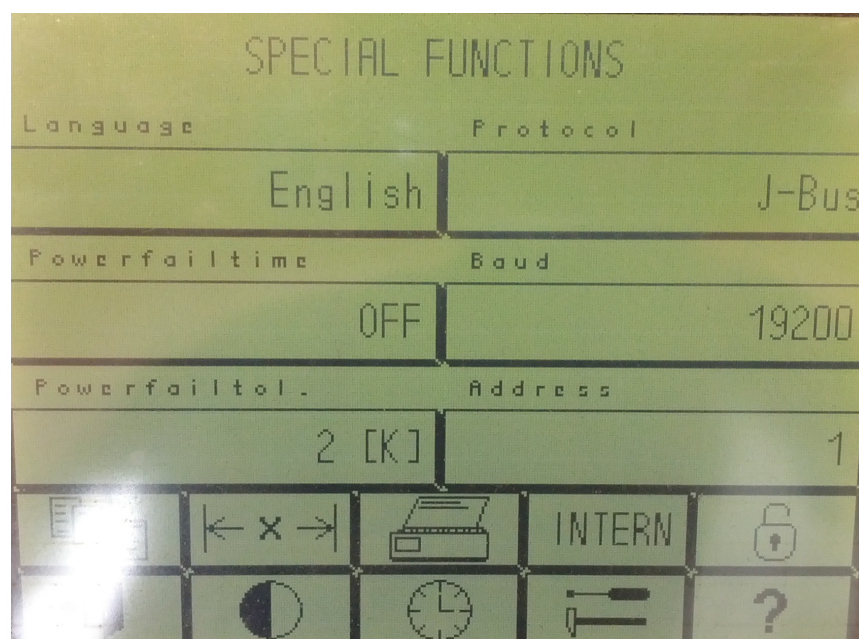 SPECIAL FUNCTIONS
Language Protocol
English J-Bus
Powerfailtime Baud
OFF 19200
Powerfailtol. Address
2 [K] 1
x INTERN
?